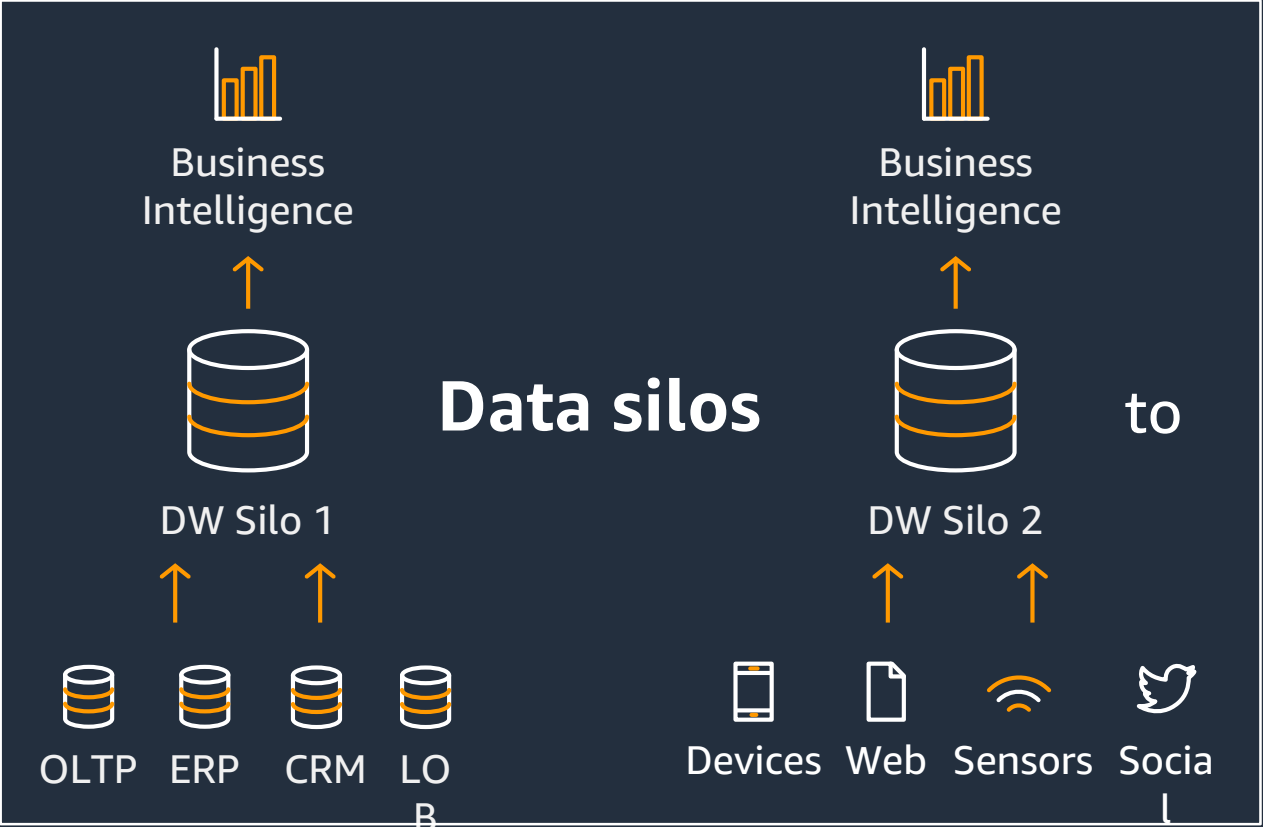 Business
Intelligence
Business
Intelligence
Data silos
to
DW Silo 1
DW Silo 2
OLTP
ERP
CRM
LO
B
Devices
Web
Sensors
Socia
l